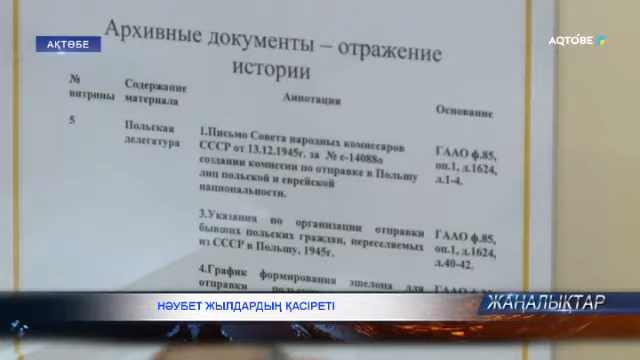 АҚТӨБЕ
AQTÓBE
Архивные документы – отражение
истории
№
витрины
Содержание
материала
Аннотация
Основание
5
Польская
делегатура
1.Письмо Совета народных комиссаров
СССР от 13.12.1945г. за № с-14088о
создании комиссии по отправке в Польшу
лиц польской и еврейской
национальности.
ГААО ф.85,
оп.1, д.1624,
д.1-4.
3.Указания по организации отправки
бывших польских граждан, переселяемых
из СССР в Польшу, 1945г.
ГААО ф.85,
оп.1, д.1624,
д.40-42.
4.График формирования эшелона для
отправки
ГААО
НӘУБЕТ ЖЫЛДАРДЫҢ ҚАСІРЕТІ
ЖАҢАЛЫҚТАР